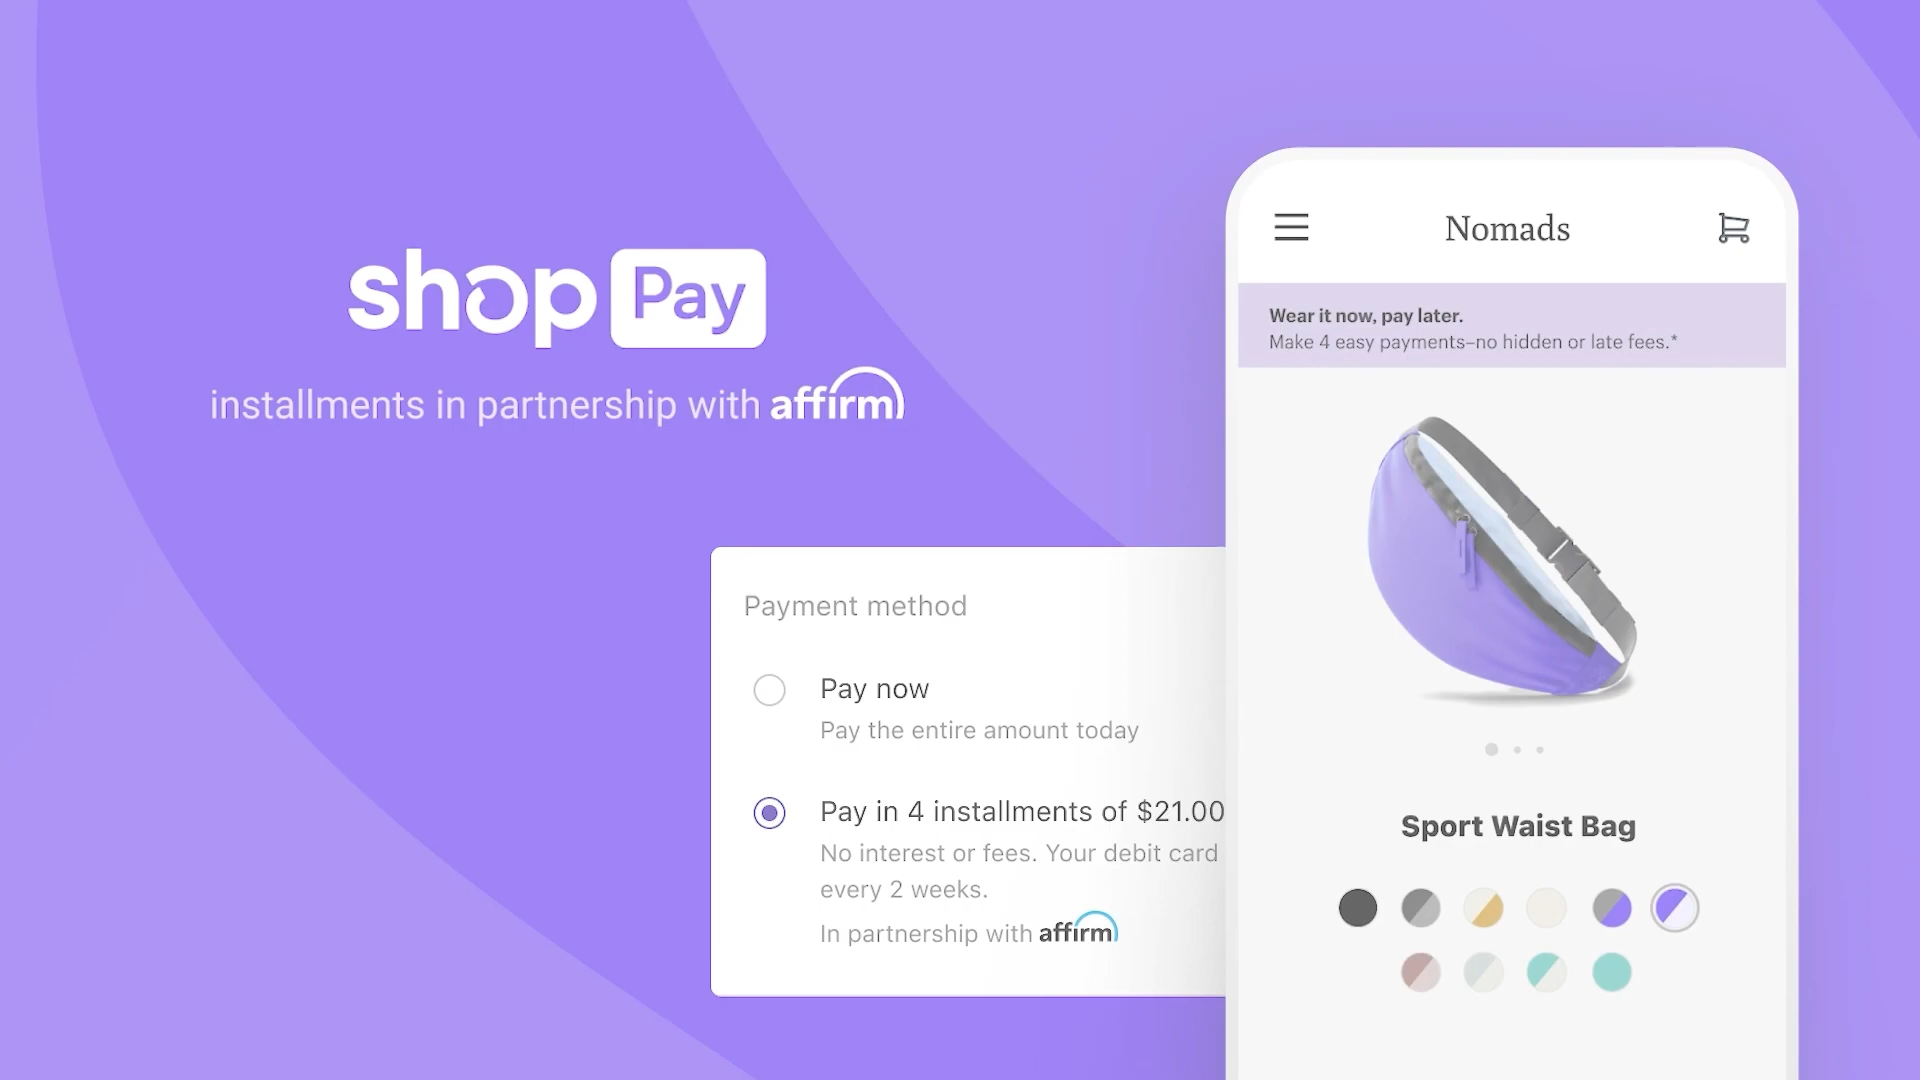 shop Pay
installments in partnership with affirm
Payment method
Pay now
Pay the entire amount today
Pay in 4 installments of $21.00
No interest or fees. Your debit card
every 2 weeks.
In partnership with affirm
Nomads
Wear it now, pay later.
Make 4 easy payments–no hidden or late fees.*
Sport Waist Bag